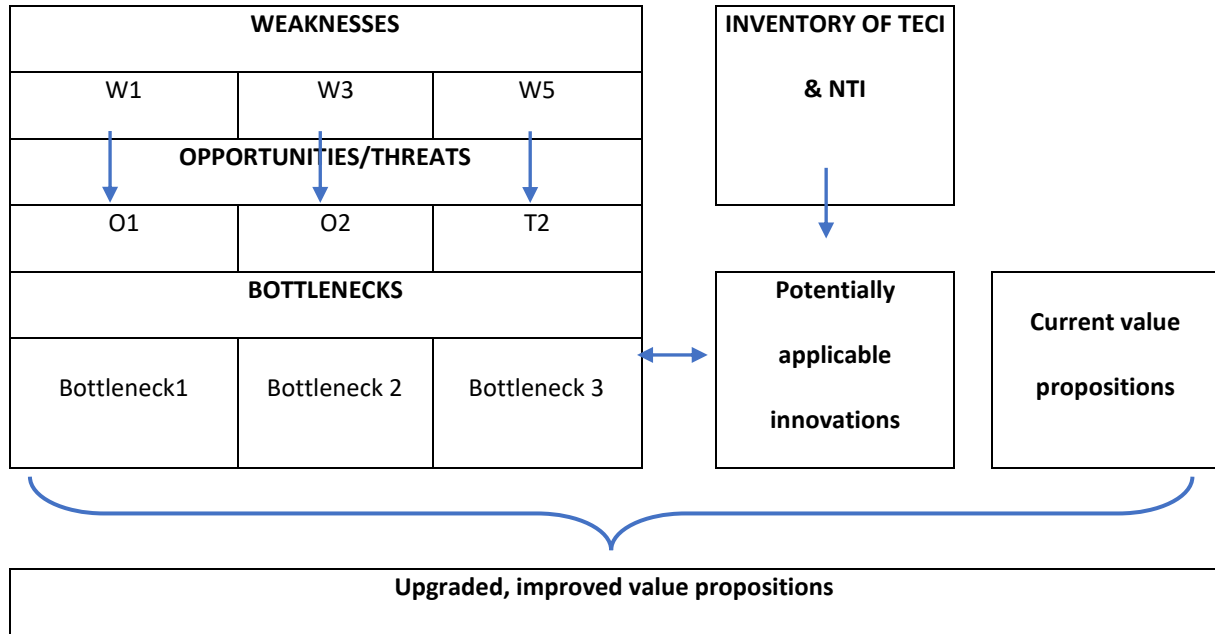 WEAKNESSES
W1 W3 W5
OPPORTUNITIES/THREATS
O1 O2 T2
BOTTLENECKS
Bottleneck1 Bottleneck 2 Bottleneck 3
INVENTORY OF TECI
& NTI
Potentially
applicable
innovations
Current value
propositions
Upgraded, improved value propositions